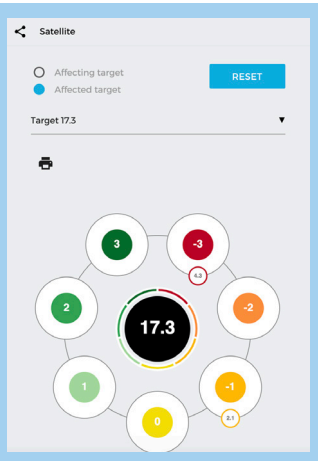 Satellite
Affecting target
RESET
Affected target
Target 17.3
3
-3
4.3
2
-2
17.3
1
-1
2.1
0